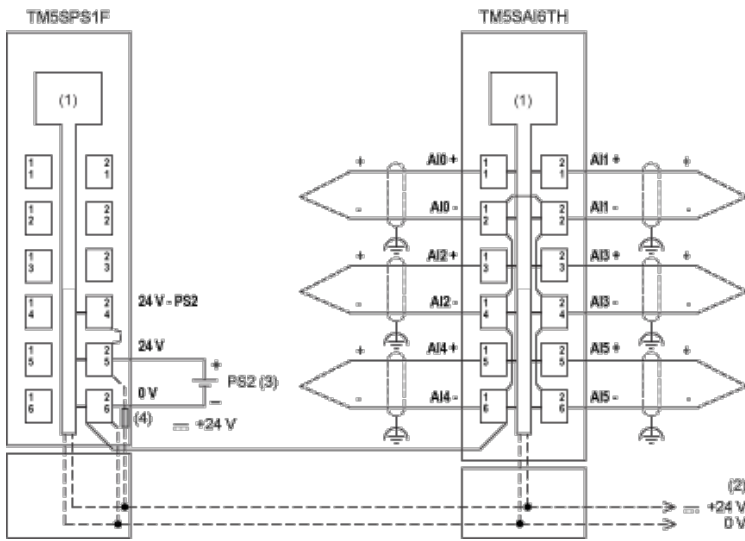 TM5SPS1F
TM5SAI6TH
(1)
(1)
1 1
2 1
1 2
2 2
1 3
2 3
1 4
2 4
1 5
2 5
1 6
2 6
24 V - PS2
24 V
0 V
+
PS2 (3)
–
(4)
+24 V
+ AI0 +
- AI0 -
+ AI2 +
- AI2 -
+ AI4 +
- AI4 -
1 1
2 1
1 2
2 2
1 3
2 3
1 4
2 4
1 5
2 5
1 6
2 6
AI1 + +
AI1 - -
AI3 + +
AI3 - -
AI5 + +
AI5 - -
(2)
+24 V
0 V